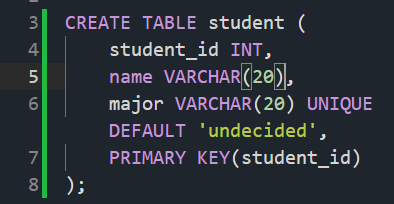 3 CREATE TABLE student (
4 student_id INT,
5 name VARCHAR(20),
6 major VARCHAR(20) UNIQUE
DEFAULT 'undecided',
7 PRIMARY KEY(student_id)
8 );